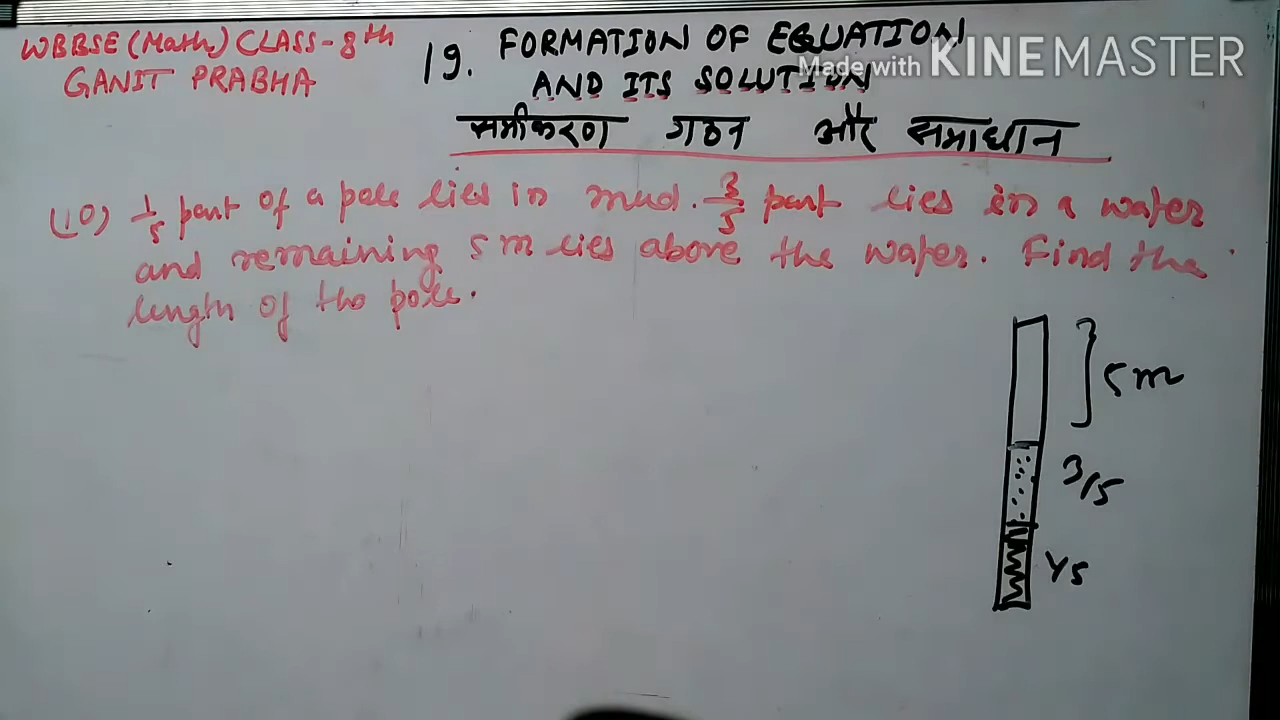 WBBSE (Math) CLASS-8th
GANIT PRABHA
19. FORMATION OF EQUATION
AND ITS SOLUTION
Made with KINEMASTER
समीकरण गठन और समाधान
(10) 1/5 part of a pole lies in mud. 3/5 part lies in a water
and remaining 5 m lies above the water. Find the
length of the pole.
5 m
3/5
1/5